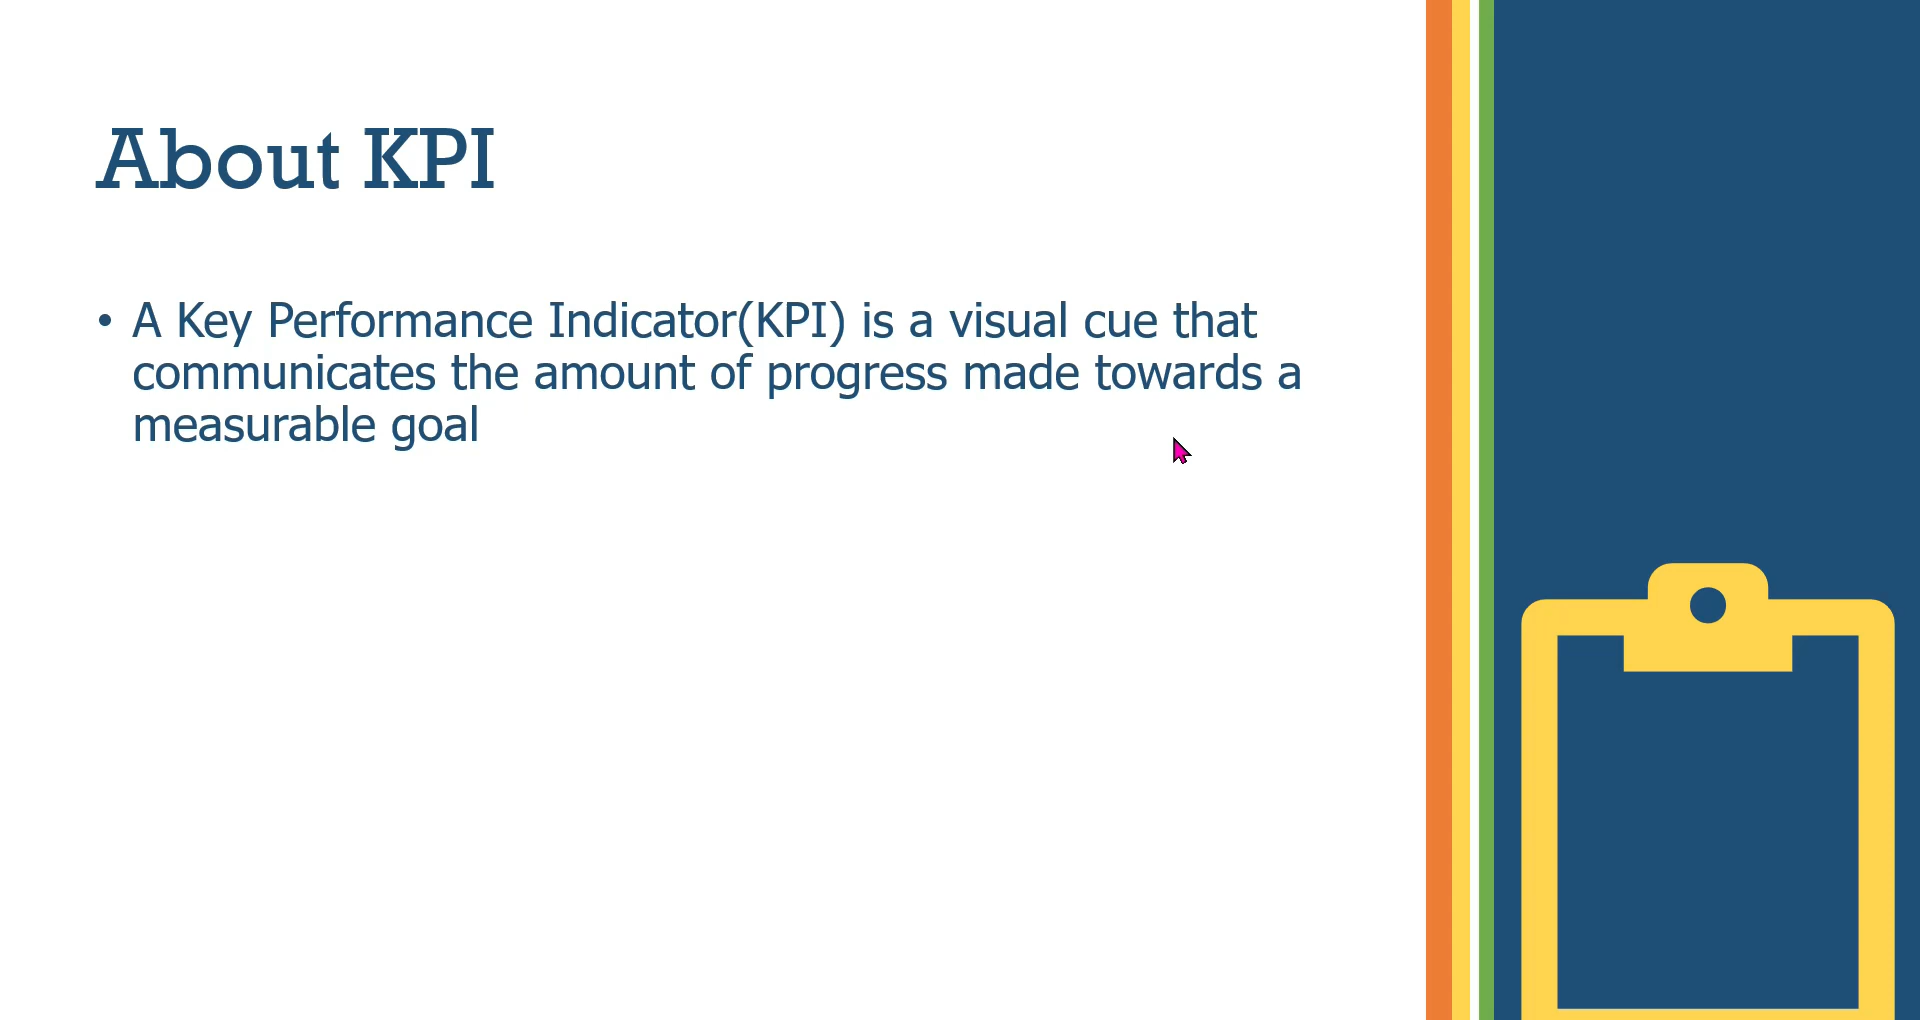 About KPI
• A Key Performance Indicator(KPI) is a visual cue that
communicates the amount of progress made towards a
measurable goal